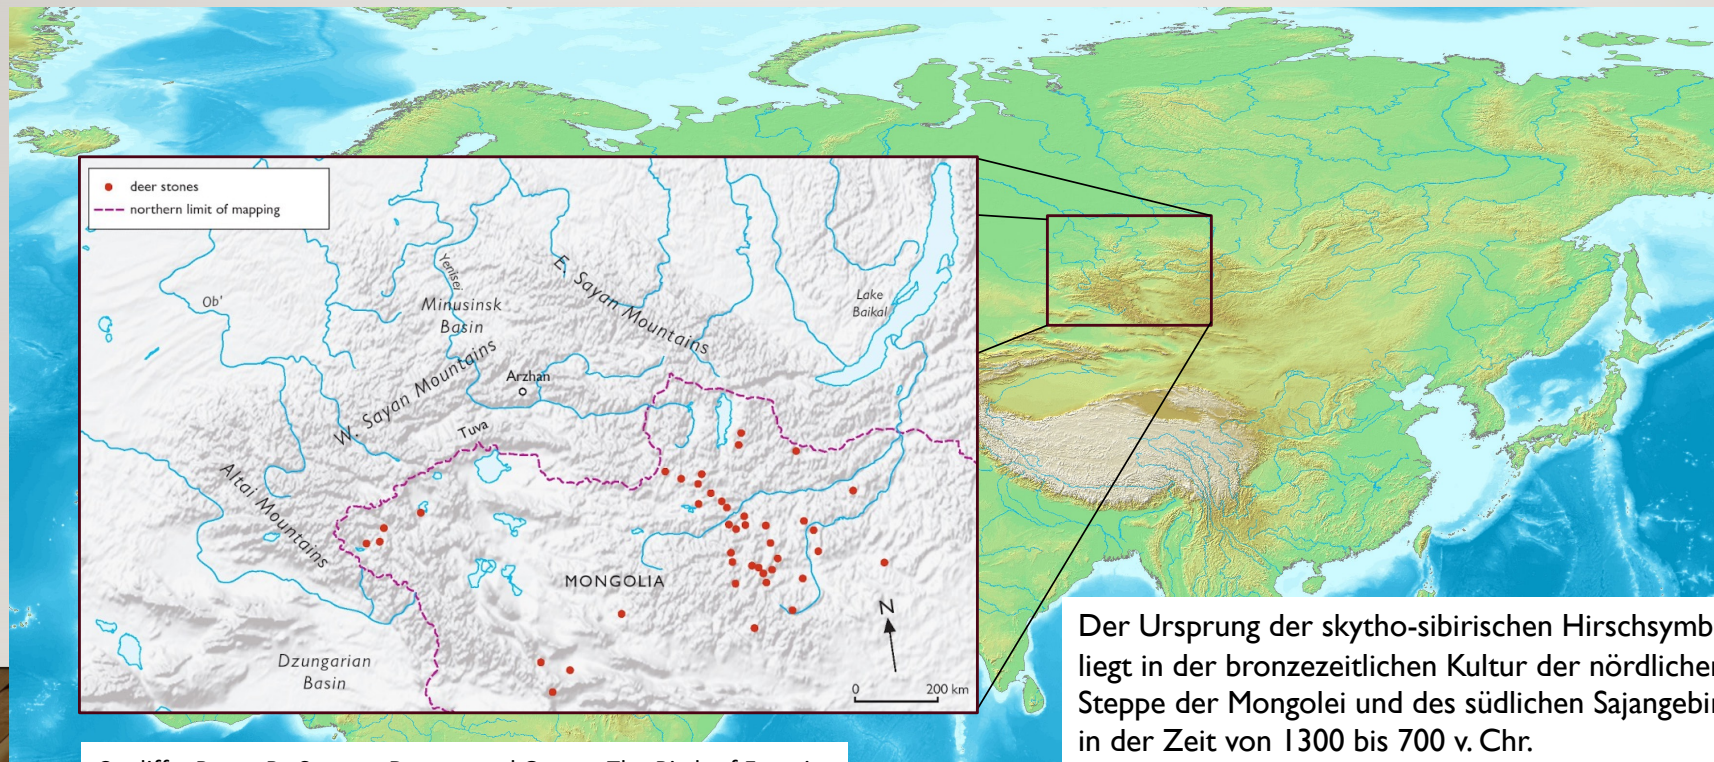 deer stones
northern limit of mapping
Ob'
Yenisei
Minusinsk
Basin
E. Sayan Mountains
Lake
Baikal
W. Sayan Mountains
Arzhan
Tuva
Altai Mountains
MONGOLIA
N
Dzungarian
Basin
0 200 km
Der Ursprung der skytho-sibirischen Hirschsymb
liegt in der bronzezeitlichen Kultur der nördlichen
Steppe der Mongolei und des südlichen Sajangebir
in der Zeit von 1300 bis 700 v. Chr.